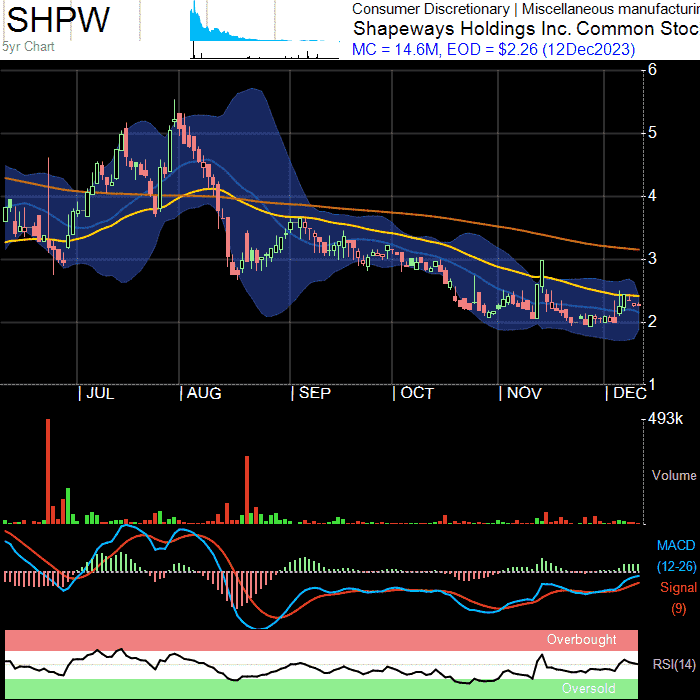 SHPW
5yr Chart
Consumer Discretionary | Miscellaneous manufacturin
Shapeways Holdings Inc. Common Stoc
MC = 14.6M, EOD = $2.26 (12Dec2023)
6
5
4
3
2
1
JUL AUG SEP OCT NOV DEC
493k
Volume
MACD
(12-26)
Signal
(9)
Overbought
RSI(14)
Oversold